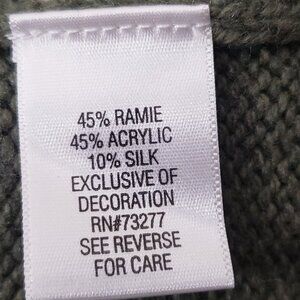 45% RAMIE
45% ACRYLIC
10% SILK
EXCLUSIVE OF
DECORATION
RN#73277
SEE REVERSE
FOR CARE